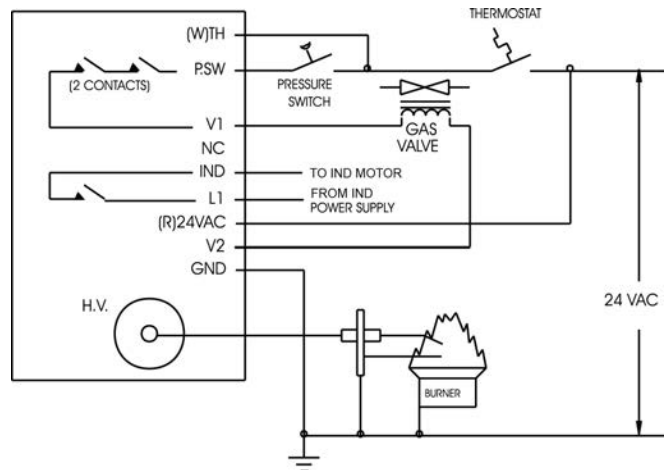 THERMOSTAT
(W)TH
P.SW
(2 CONTACTS)
PRESSURE
SWITCH
V1
GAS
VALVE
NC
IND
TO IND MOTOR
L1
FROM IND
POWER SUPPLY
(R)24VAC
V2
GND
H.V.
24 VAC
BURNER